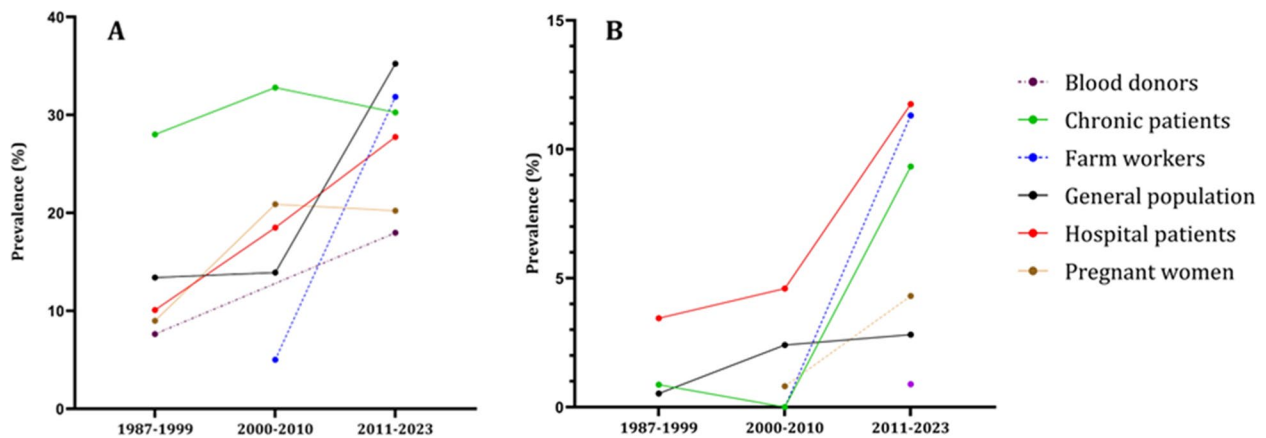 A
Prevalence (%)
40
30
20
10
0
1987-1999 2000-2010 2011-2023
B
Prevalence (%)
15
10
5
0
1987-1999 2000-2010 2011-2023
Blood donors
Chronic patients
Farm workers
General population
Hospital patients
Pregnant women